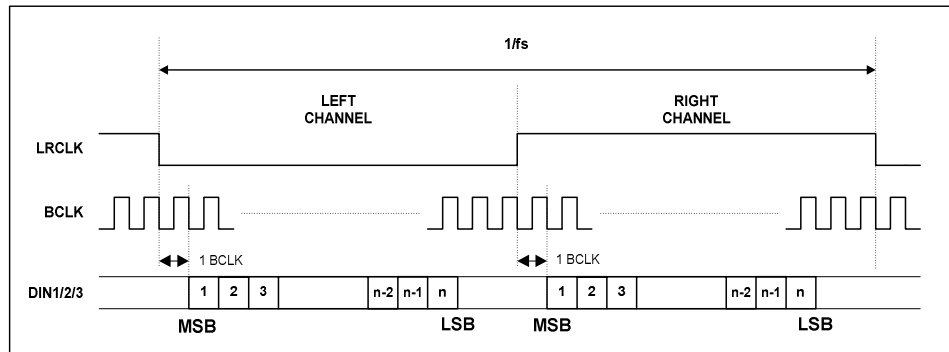 1/fs
LEFT
CHANNEL
RIGHT
CHANNEL
LRCLK
BCLK
1 BCLK
1 BCLK
DIN1/2/3
1 2 3 n-2 n-1 n 1 2 3 n-2 n-1 n
MSB LSB MSB LSB